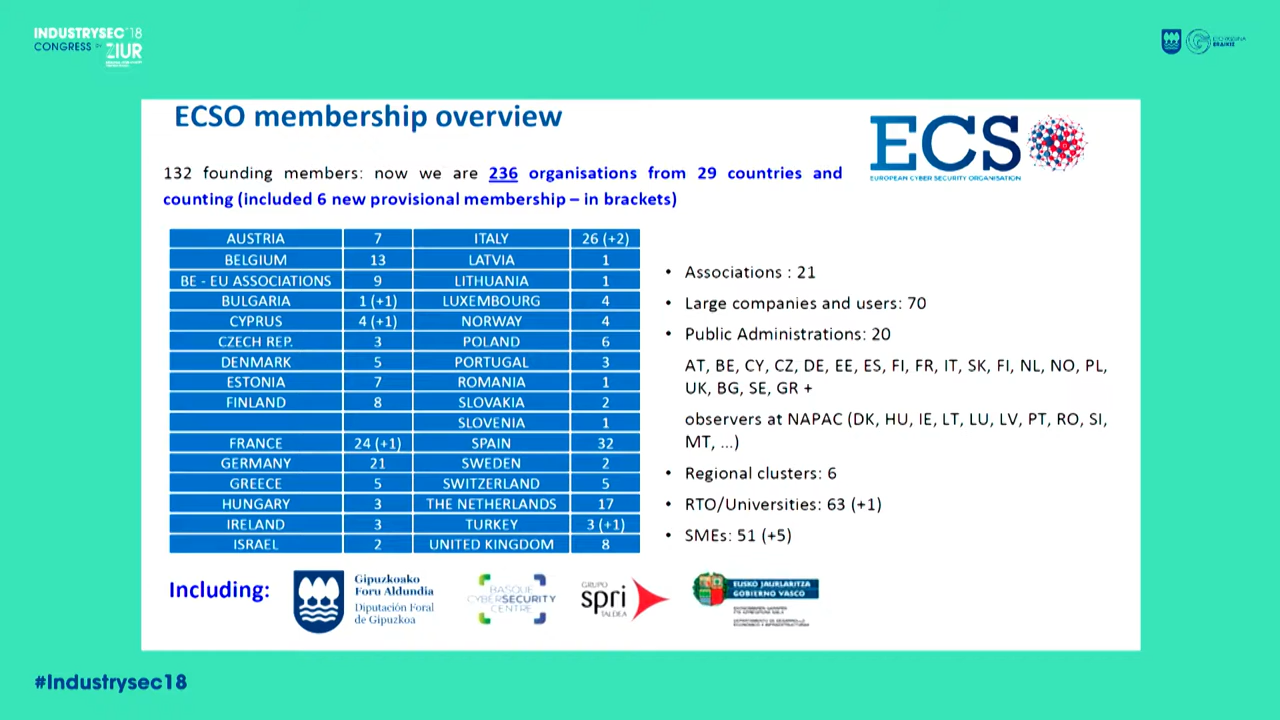 INDUSTRYSEC™18
CONGRESS BY ZIUR
ECSO membership overview
ECS
EUROPEAN CYBER SECURITY ORGANISATION
132 founding members: now we are 236 organisations from 29 countries and
counting (included 6 new provisional membership – in brackets)
AUSTRIA 7 ITALY 26 (+2)
BELGIUM 13 LATVIA 1
BE - EU ASSOCIATIONS 9 LITHUANIA 1
BULGARIA 1 (+1) LUXEMBOURG 4
CYPRUS 4 (+1) NORWAY 4
CZECH REP. 3 POLAND 6
DENMARK 5 PORTUGAL 3
ESTONIA 7 ROMANIA 1
FINLAND 8 SLOVAKIA 2
SLOVENIA 1
FRANCE 24 (+1) SPAIN 32
GERMANY 21 SWEDEN 2
GREECE 5 SWITZERLAND 5
HUNGARY 3 THE NETHERLANDS 17
IRELAND 3 TURKEY 3 (+1)
ISRAEL 2 UNITED KINGDOM 8
• Associations : 21
• Large companies and users: 70
• Public Administrations: 20
AT, BE, CY, CZ, DE, EE, ES, FI, FR, IT, SK, FI, NL, NO, PL,
UK, BG, SE, GR +
observers at NAPAC (DK, HU, IE, LT, LU, LV, PT, RO, SI,
MT, ...)
• Regional clusters: 6
• RTO/Universities: 63 (+1)
• SMEs: 51 (+5)
Including:
Gipuzkoako
Foru Aldundia
Diputación Foral
de Gipuzkoa
BASQUE
CYBERSECURITY
CENTRE
GRUPO
spri
TALDEA
EUSKO JAURLARITZA
GOBIERNO VASCO
#Industrysec18